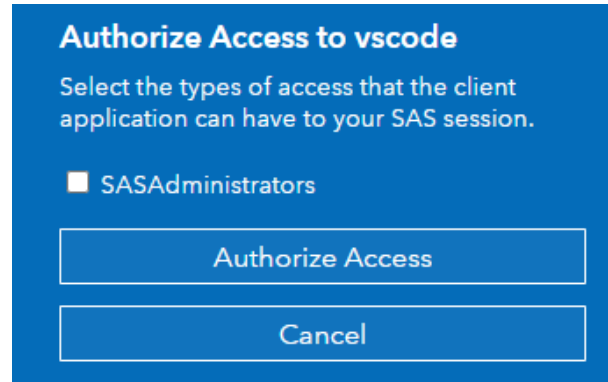 Authorize Access to vscode
Select the types of access that the client
application can have to your SAS session.
SASAdministrators
Authorize Access
Cancel